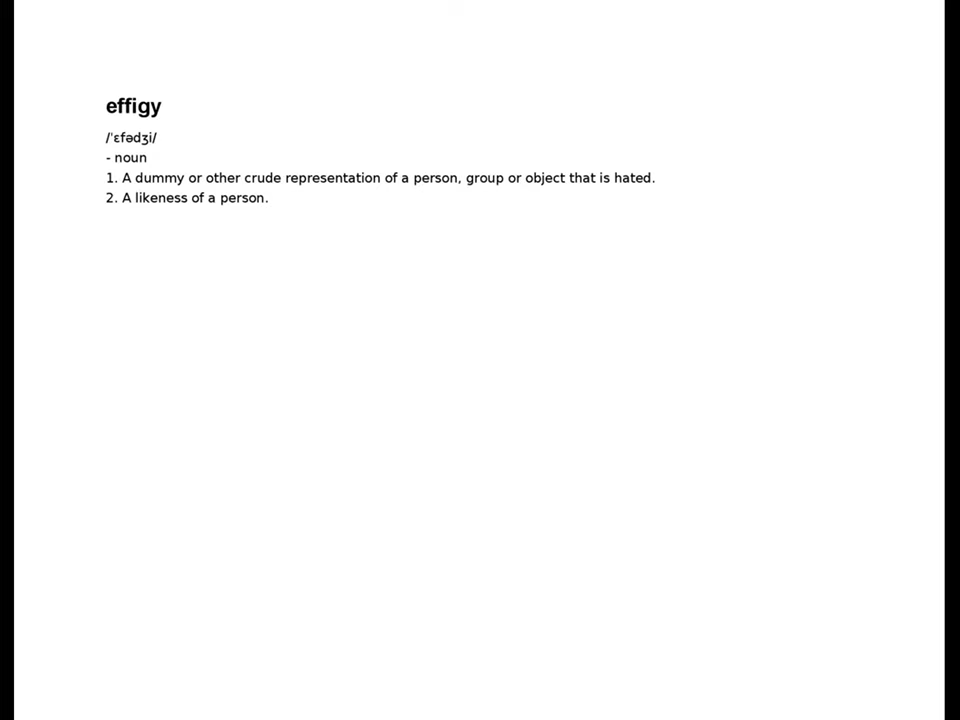 effigy
/ˈɛfədʒi/
- noun
1. A dummy or other crude representation of a person, group or object that is hated.
2. A likeness of a person.